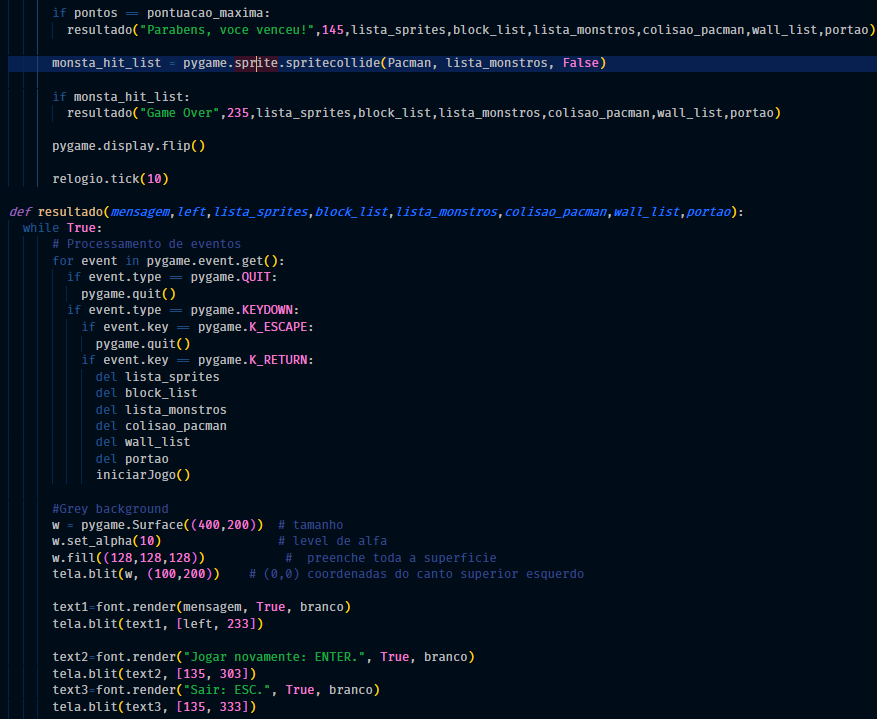 if pontos == pontuacao_maxima:
resultado("Parabens, voce venceu!",145,lista_sprites,block_list,lista_monstros,colisao_pacman,wall_list,portao)
monsta_hit_list = pygame.sprite.spritecollide(Pacman, lista_monstros, False)
if monsta_hit_list:
resultado("Game Over",235,lista_sprites,block_list,lista_monstros,colisao_pacman,wall_list,portao)
pygame.display.flip()
relogio.tick(10)
def resultado(mensagem,left,lista_sprites,block_list,lista_monstros,colisao_pacman,wall_list,portao):
while True:
# Processamento de eventos
for event in pygame.event.get():
if event.type == pygame.QUIT:
pygame.quit()
if event.type == pygame.KEYDOWN:
if event.key == pygame.K_ESCAPE:
pygame.quit()
if event.key == pygame.K_RETURN:
del lista_sprites
del block_list
del lista_monstros
del colisao_pacman
del wall_list
del portao
iniciarJogo()
#Grey background
w = pygame.Surface((400,200)) # tamanho
w.set_alpha(10) # level de alfa
w.fill((128,128,128)) # preenche toda a superficie
tela.blit(w, (100,200)) # (0,0) coordenadas do canto superior esquerdo
text1=font.render(mensagem, True, branco)
tela.blit(text1, [left, 233])
text2=font.render("Jogar novamente: ENTER.", True, branco)
tela.blit(text2, [135, 303])
text3=font.render("Sair: ESC.", True, branco)
tela.blit(text3, [135, 333])